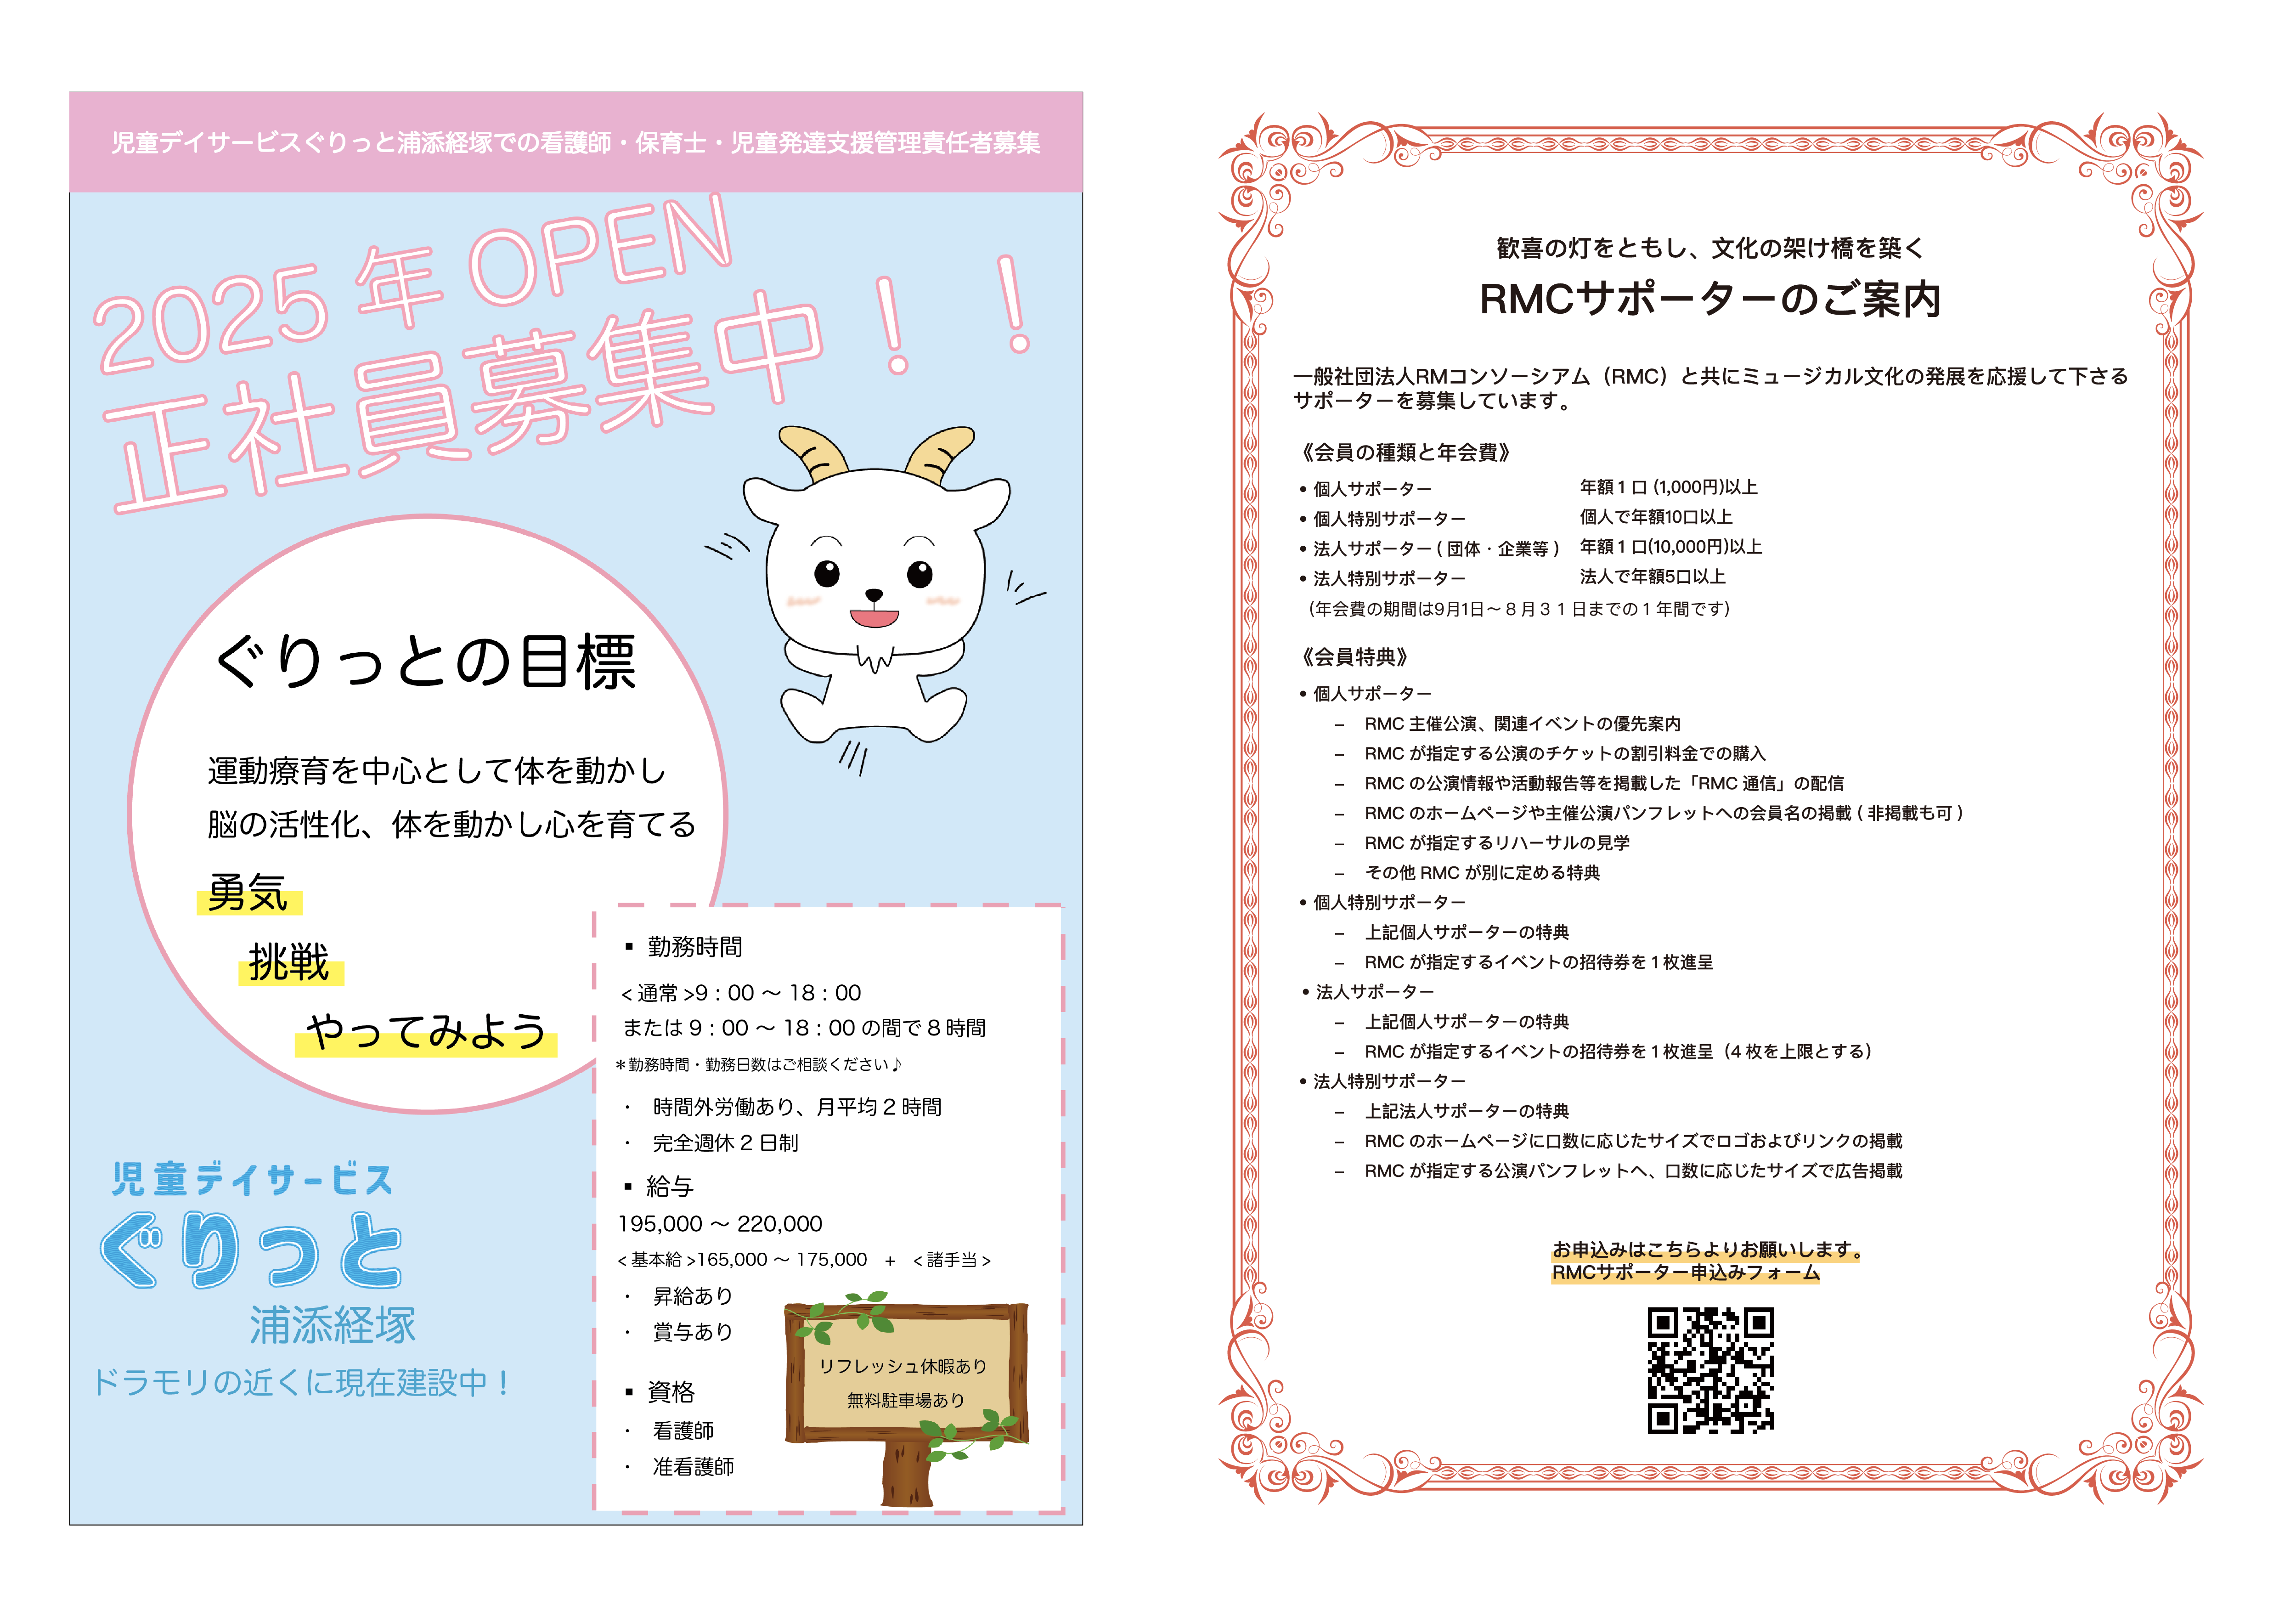 児童デイサービスぐりっと浦添経塚での看護師・保育士・児童発達支援管理責任者募集
2025年 OPEN
正社員募集中！！
ぐりっとの目標
運動療育を中心として体を動かし
脳の活性化、体を動かし心を育てる
勇気
挑戦
やってみよう
▪ 勤務時間
<通常>9：00～18：00
または9：00～18：00の間で8時間
＊勤務時間・勤務日数はご相談ください♪
・ 時間外労働あり、月平均2時間
・ 完全週休2日制
▪ 給与
195,000～220,000
<基本給>165,000～175,000 + <諸手当>
・ 昇給あり
・ 賞与あり
▪ 資格
・ 看護師
・ 准看護師
リフレッシュ休暇あり
無料駐車場あり
児童デイサービス
ぐりっと
浦添経塚
ドラモリの近くに現在建設中！
歓喜の灯をともし、文化の架け橋を築く
RMCサポーターのご案内
一般社団法人RMコンソーシアム（RMC）と共にミュージカル文化の発展を応援して下さる
サポーターを募集しています。
《会員の種類と年会費》
• 個人サポーター 年額１口 (1,000円)以上
• 個人特別サポーター 個人で年額10口以上
• 法人サポーター ( 団体・企業等 ) 年額１口(10,000円)以上
• 法人特別サポーター 法人で年額5口以上
（年会費の期間は9月1日～８月３１日までの１年間です）
《会員特典》
• 個人サポーター
– RMC 主催公演、関連イベントの優先案内
– RMC が指定する公演のチケットの割引料金での購入
– RMC の公演情報や活動報告等を掲載した「RMC 通信」の配信
– RMC のホームページや主催公演パンフレットへの会員名の掲載 ( 非掲載も可 )
– RMC が指定するリハーサルの見学
– その他 RMC が別に定める特典
• 個人特別サポーター
– 上記個人サポーターの特典
– RMC が指定するイベントの招待券を１枚進呈
• 法人サポーター
– 上記個人サポーターの特典
– RMC が指定するイベントの招待券を１枚進呈（4 枚を上限とする）
• 法人特別サポーター
– 上記法人サポーターの特典
– RMC のホームページに口数に応じたサイズでロゴおよびリンクの掲載
– RMC が指定する公演パンフレットへ、口数に応じたサイズで広告掲載
お申込みはこちらよりお願いします。
RMCサポーター申込みフォーム